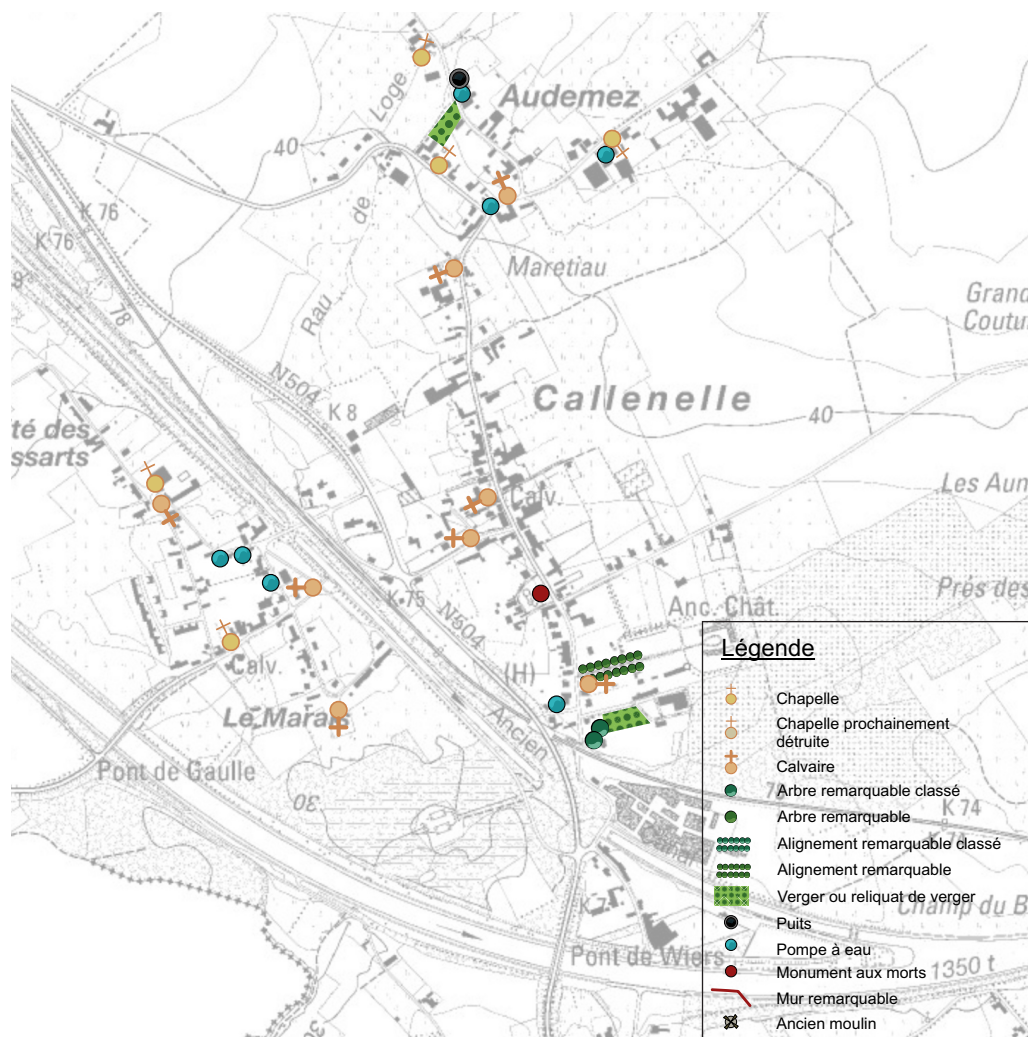 Loge
Audemez
40
de
K 76
K 76
Maretiau
78
Rau
Grand
Coutu
N504
K 8
Callenelle
40
té des
ssarts
Calv.
Les Aun
K 75
Pres des
N504
Anc. Chât.
(H)
Calv.
Le Marais
Ancien
Pont de Gaulle
30
K 74
Canal
Champ du B
Pont de Wiers
1350 t
30
Légende
Chapelle
Chapelle prochainement
détruite
Calvaire
Arbre remarquable classé
Arbre remarquable
Alignement remarquable classé
Alignement remarquable
Verger ou reliquat de verger
Puits
Pompe à eau
Monument aux morts
Mur remarquable
Ancien moulin